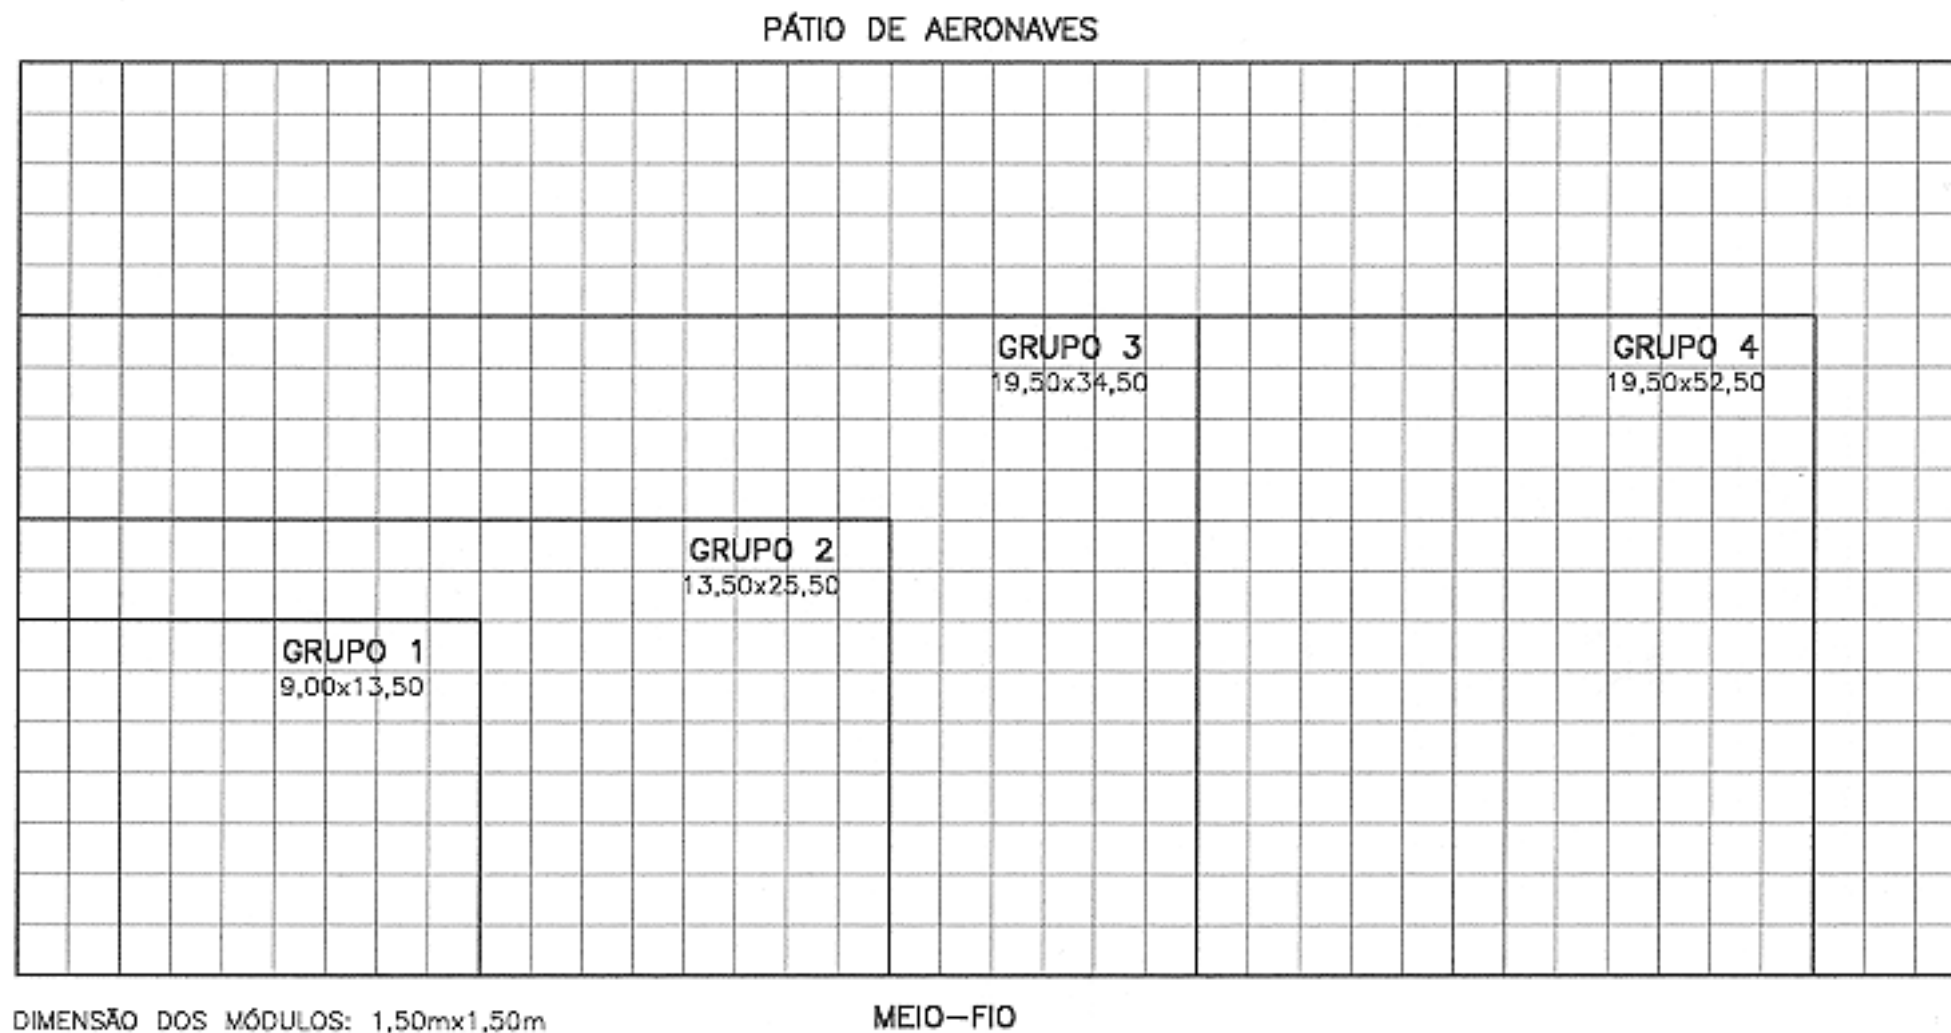 PÁTIO DE AERONAVES
GRUPO 3
19,50x34,50
GRUPO 4
19,50x52,50
GRUPO 2
13,50x25,50
GRUPO 1
9,00x13,50
DIMENSÃO DOS MÓDULOS: 1,50mx1,50m
MEIO-FIO